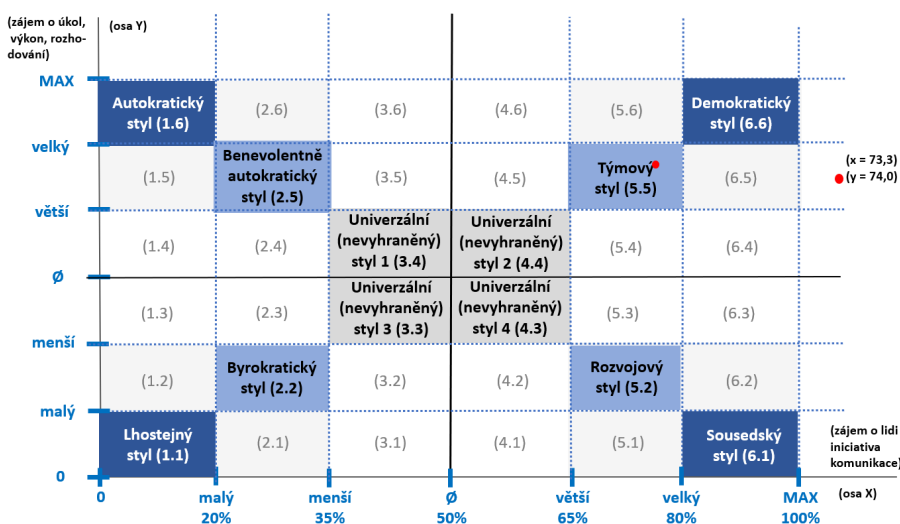 (zájem o úkol,
výkon, rozho-
dování)
(osa Y)
MAX
Autokratický
styl (1.6)
(2.6)
(3.6)
(4.6)
(5.6)
Demokratický
styl (6.6)
velký
(1.5)
Benevolentně
autokratický
styl (2.5)
(3.5)
(4.5)
Týmový
styl (5.5)
(6.5)
(x = 73,3)
(y = 74,0)
větší
(1.4)
(2.4)
Univerzální
(nevyhraněný)
styl 1 (3.4)
Univerzální
(nevyhraněný)
styl 2 (4.4)
(5.4)
(6.4)
Ø
(1.3)
(2.3)
Univerzální
(nevyhraněný)
styl 3 (3.3)
Univerzální
(nevyhraněný)
styl 4 (4.3)
(5.3)
(6.3)
menší
(1.2)
Byrokratický
styl (2.2)
(3.2)
(4.2)
Rozvojový
styl (5.2)
(6.2)
malý
Lhostejný
styl (1.1)
(2.1)
(3.1)
(4.1)
(5.1)
Sousedský
styl (6.1)
(zájem o lidi
iniciativa
komunikace)
0
0
malý
20%
menší
35%
Ø
50%
větší
65%
velký
80%
MAX
100%
(osa X)